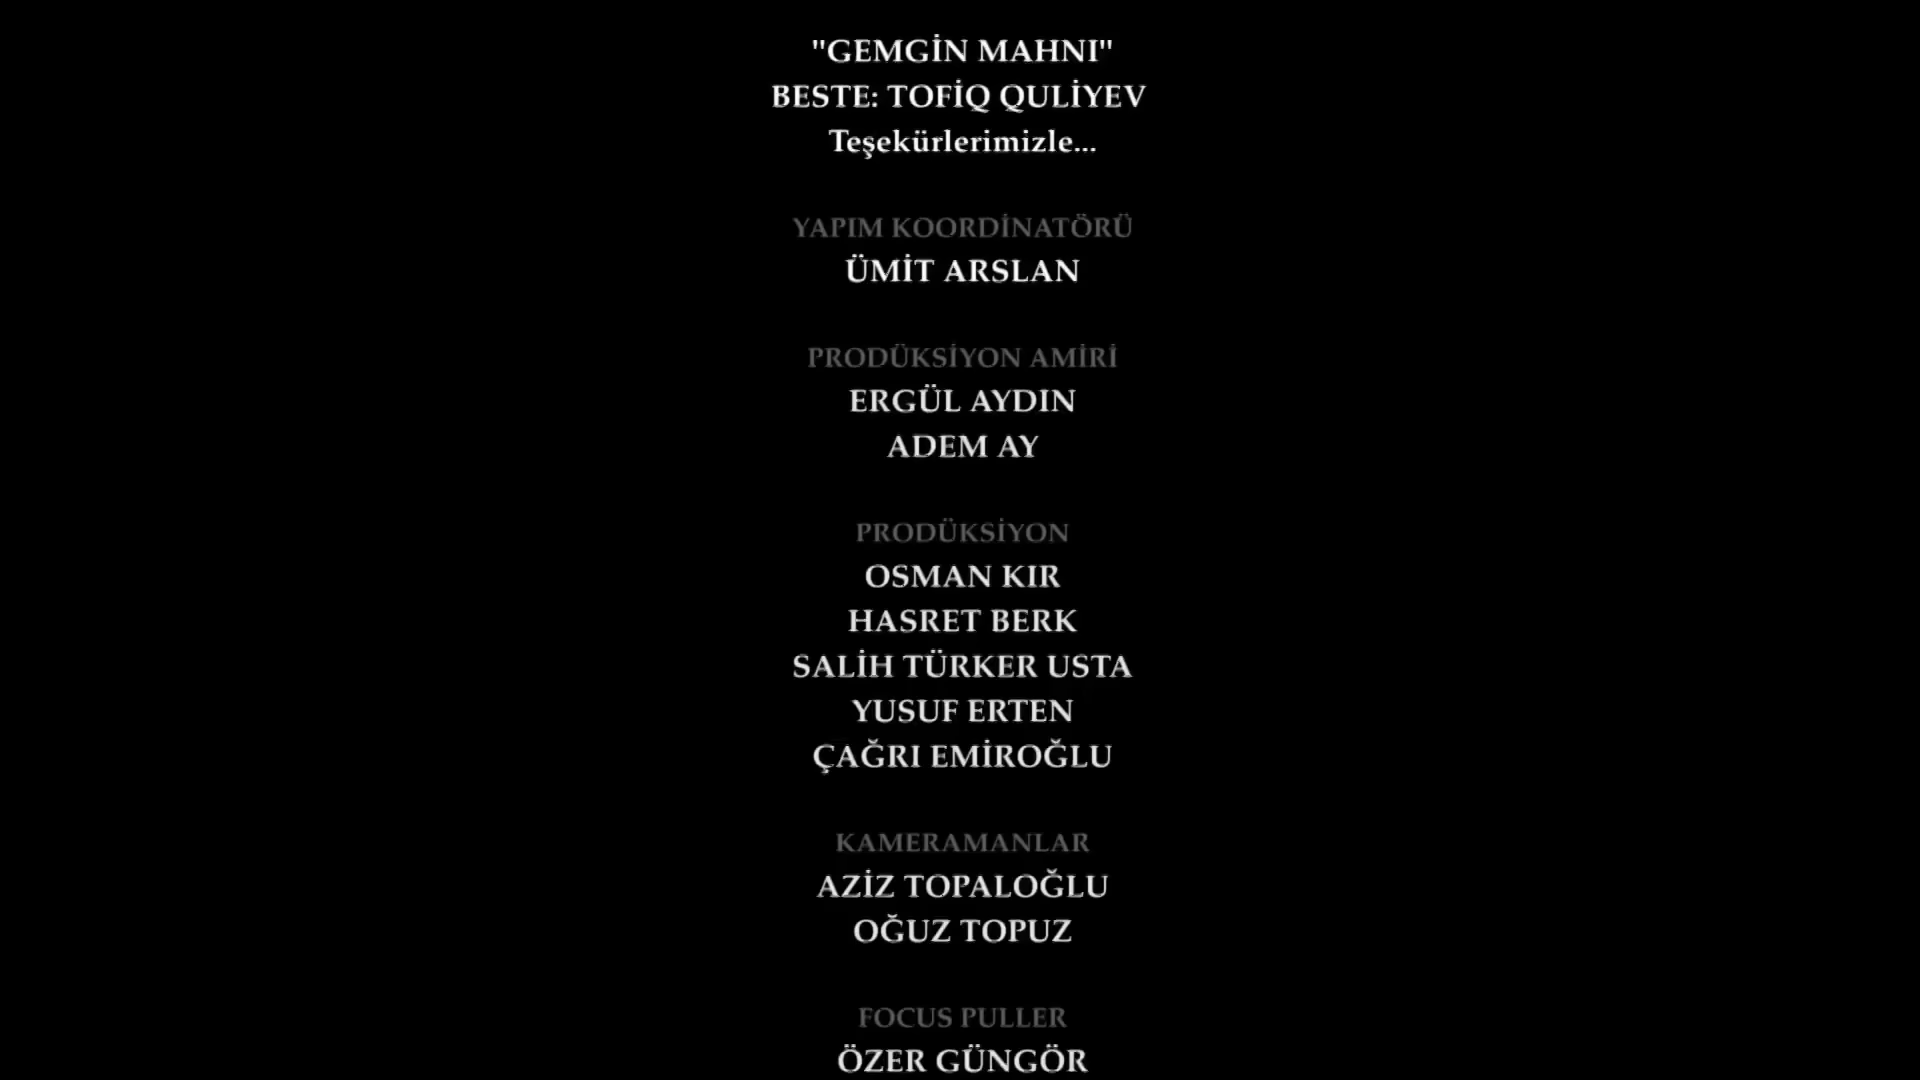 "GEMGİN MAHNI"
BESTE: TOFİQ QULİYEV
Teşekürlerimizle...
YAPIM KOORDİNATÖRÜ
ÜMİT ARSLAN
PRODÜKSİYON AMİRİ
ERGÜL AYDIN
ADEM AY
PRODÜKSİYON
OSMAN KIR
HASRET BERK
SALİH TÜRKER USTA
YUSUF ERTEN
ÇAĞRI EMİROĞLU
KAMERAMANLAR
AZİZ TOPALOĞLU
OĞUZ TOPUZ
FOCUS PULLER
ÖZER GÜNGÖR